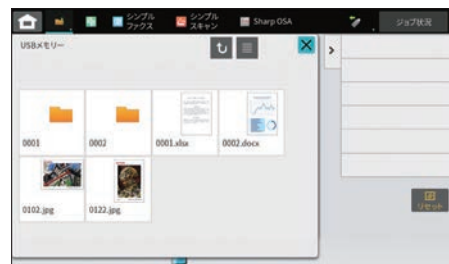 シンプル
ファクス
シンプル
スキャン
Sharp OSA
ジョブ状況
USBメモリー
0001
0002
0001.xlsx
0002.docx
0102.jpg
0122.jpg
リセット